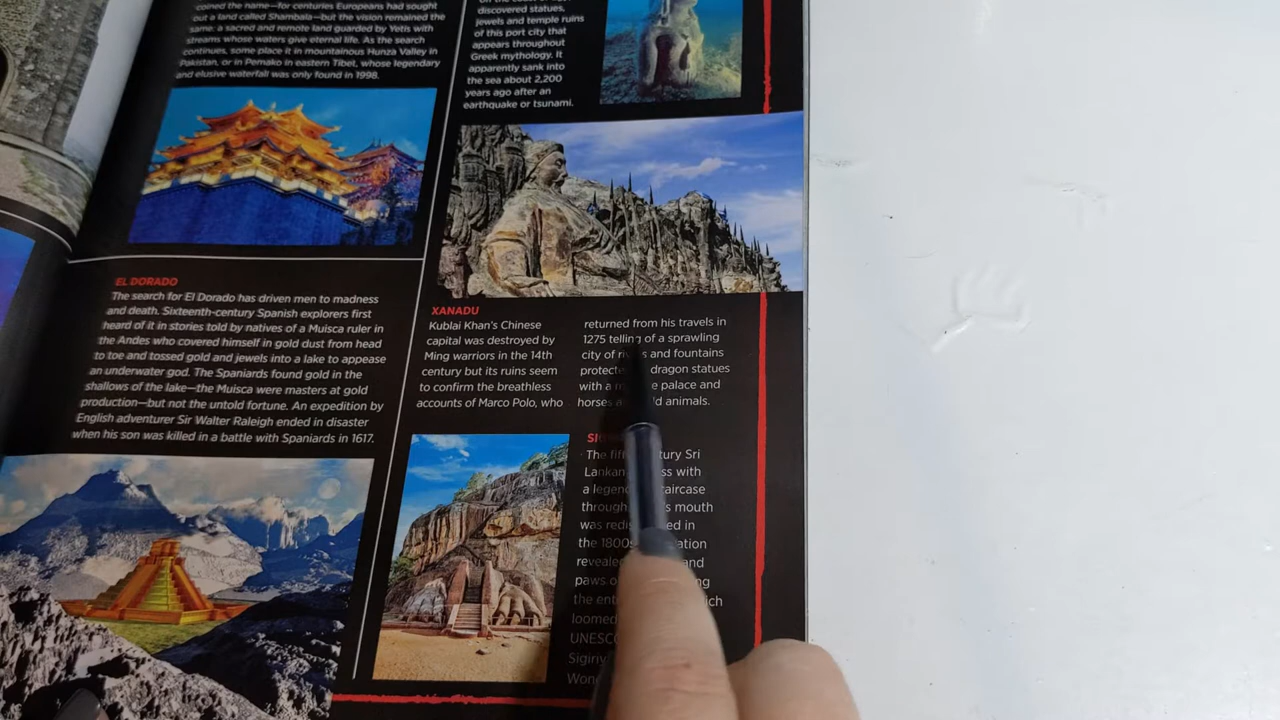 coined the name—for centuries Europeans had sought
out a land called Shambala—but the vision remained the
same: a sacred and remote land guarded by Yetis with
streams whose waters give eternal life. As the search
continues, some place it in mountainous Hunza Valley in
Pakistan, or in Pemako in eastern Tibet, whose legendary
and elusive waterfall was only found in 1998.
EL DORADO
The search for El Dorado has driven men to madness
and death. Sixteenth-century Spanish explorers first
heard of it in stories told by natives of a Muisca ruler in
the Andes who covered himself in gold dust from head
to toe and tossed gold and jewels into a lake to appease
an underwater god. The Spaniards found gold in the
shallows of the lake—the Muisca were masters at gold
production—but not the untold fortune. An expedition by
English adventurer Sir Walter Raleigh ended in disaster
when his son was killed in a battle with Spaniards in 1617.
discovered statues,
jewels and temple ruins
of this port city that
appears throughout
Greek mythology. It
apparently sank into
the sea about 2,200
years ago after an
earthquake or tsunami.
XANADU
Kublai Khan's Chinese
capital was destroyed by
Ming warriors in the 14th
century but its ruins seem
to confirm the breathless
accounts of Marco Polo, who
returned from his travels in
1275 telling of a sprawling
city of and fountains
dragon statues
with a palace and
horses animals.
The
Sri
Lankan with
a
through mouth
was in
the 1800s
revealed and
paws
the
loomed
UNESCO